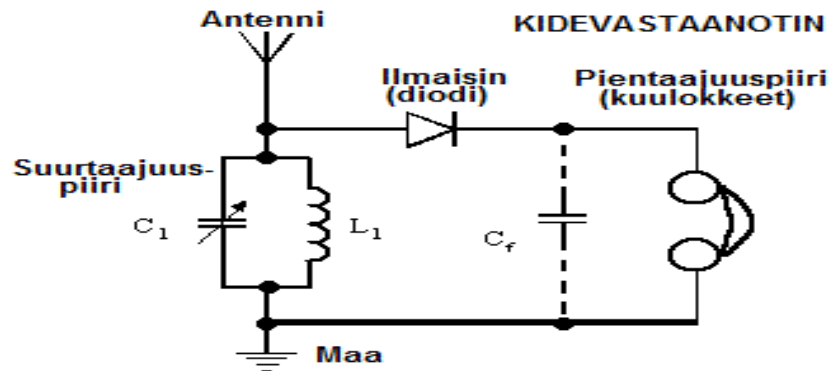 Antenni
KIDEVASTAANOTIN
Ilmaisin
(diodi)
Pientaajuuspiiri
(kuulokkeet)
Suurtaajuus-
piiri
C₁
L₁
Cf
Maa